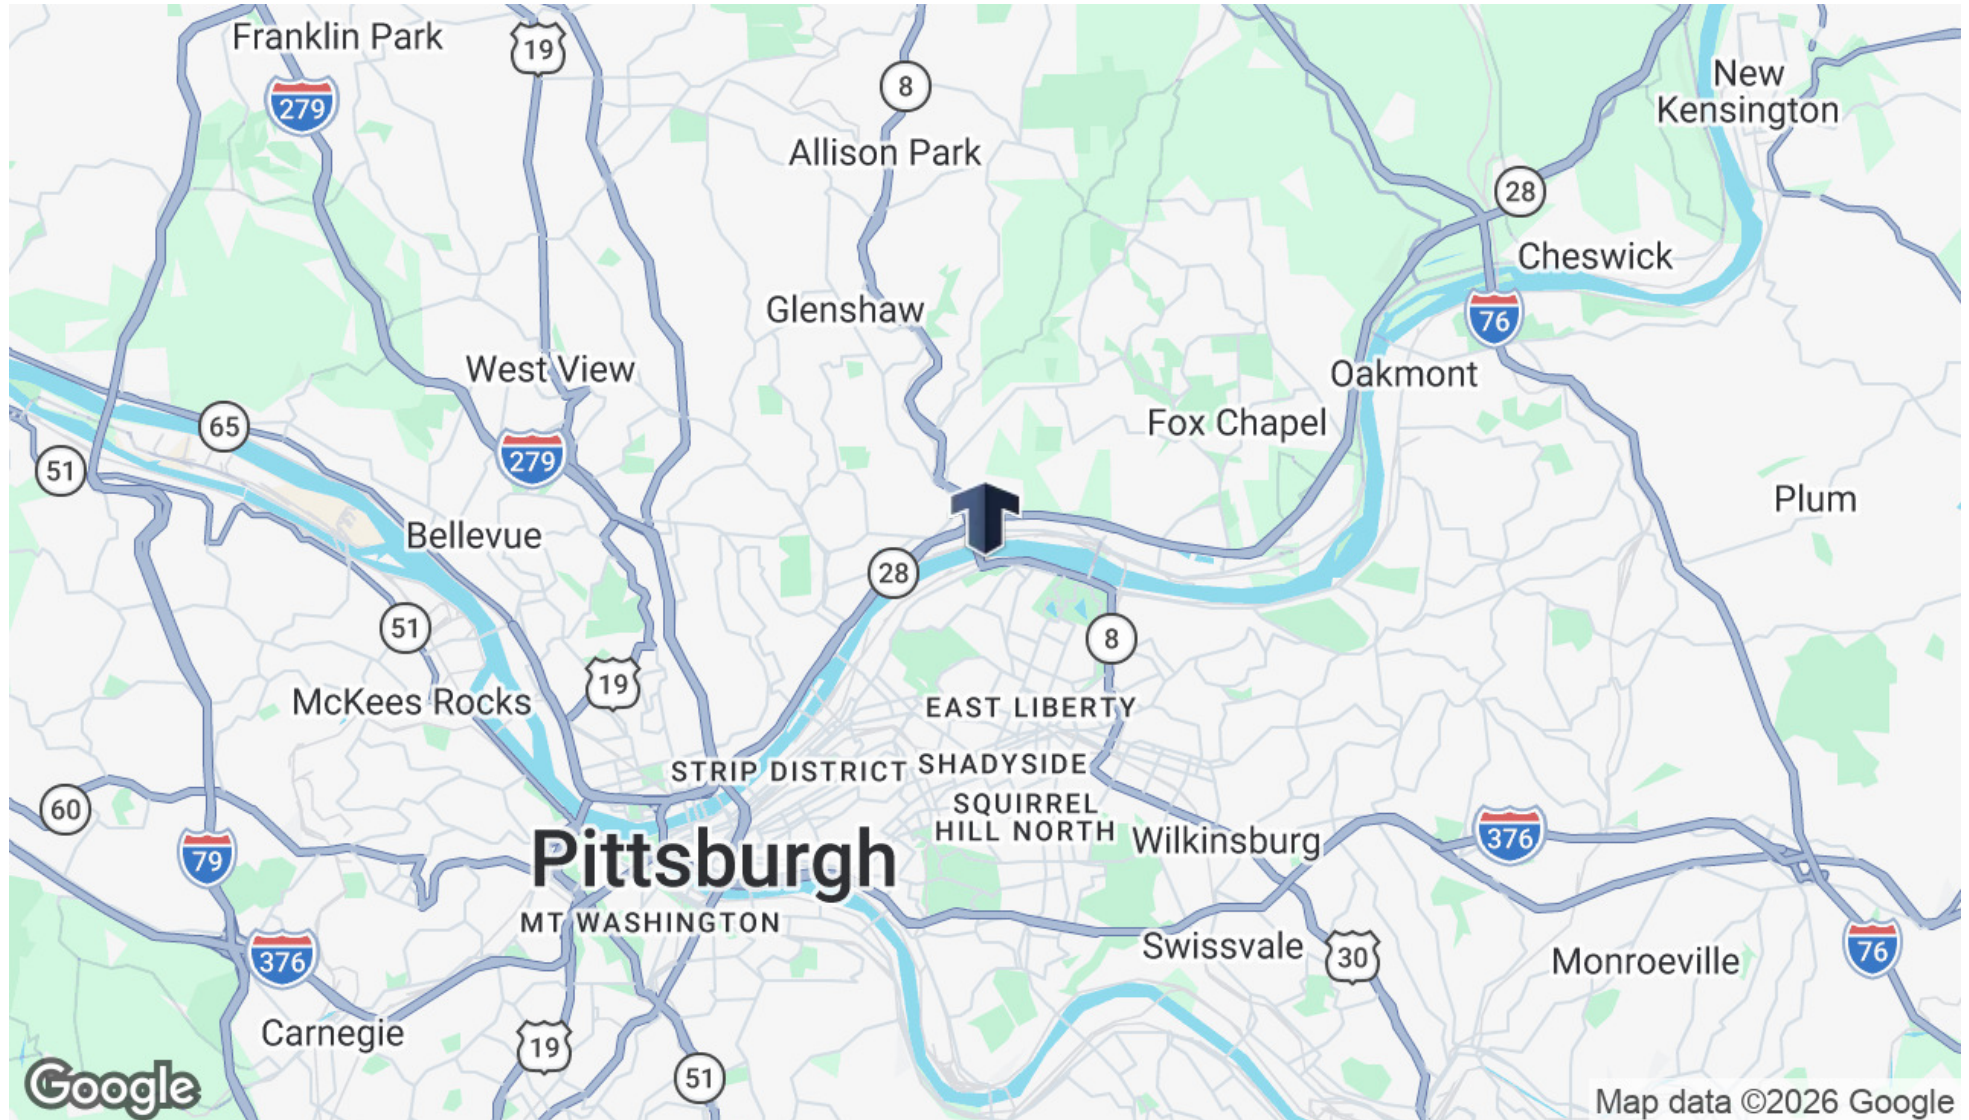 Franklin Park
19
8
279
New
Kensington
Allison Park
28
Cheswick
Glenshaw
76
West View
Oakmont
65
Fox Chapel
279
51
Plum
Bellevue
28
51
8
19
McKees Rocks
EAST LIBERTY
STRIP DISTRICT
SHADYSIDE
60
SQUIRREL
HILL NORTH
376
Wilkinsburg
79
Pittsburgh
MT WASHINGTON
376
Swissvale
30
Monroeville
76
Carnegie
19
51
Google
Map data ©2026 Google